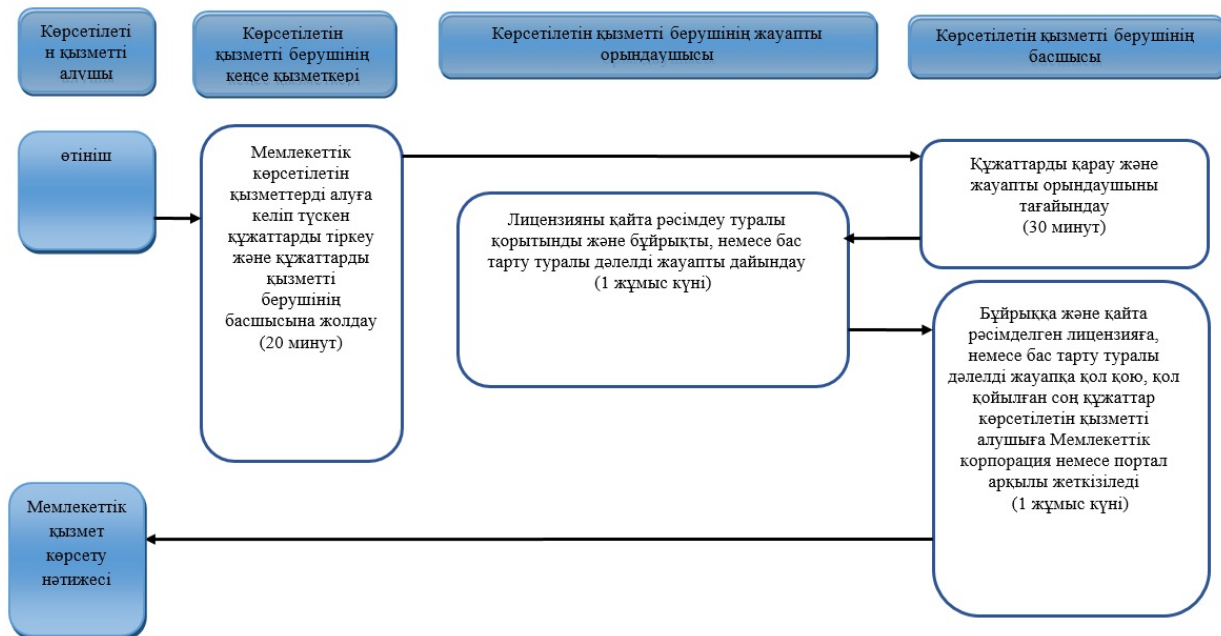 Көрсетілеті
н қызметті
алушы
Көрсетілетін
қызметті берушінің
кеңсе қызметкері
Көрсетілетін қызметті берушінің жауапты
орындаушысы
Көрсетілетін қызметті берушінің
басшысы
өтініш
Мемлекеттік
көрсетілетін
қызметтерді алуға
келіп түскен
құжаттарды тіркеу
және құжаттарды
қызметті
берушінің
басшысына жолдау
(20 минут)
Құжаттарды қарау және
жауапты орындаушыны
тағайындау
(30 минут)
Лицензияны қайта рәсімдеу туралы
қорытынды және бұйрықты, немесе бас
тарту туралы дәлелді жауапты дайындау
(1 жұмыс күні)
Бұйрыққа және қайта
рәсімделген лицензияға,
немесе бас тарту туралы
дәлелді жауапқа қол қою, қол
қойылған соң құжаттар
көрсетілетін қызметті
алушыға Мемлекеттік
корпорация немесе портал
арқылы жеткізіледі
(1 жұмыс күні)
Мемлекеттік
қызмет
көрсету
нәтижесі